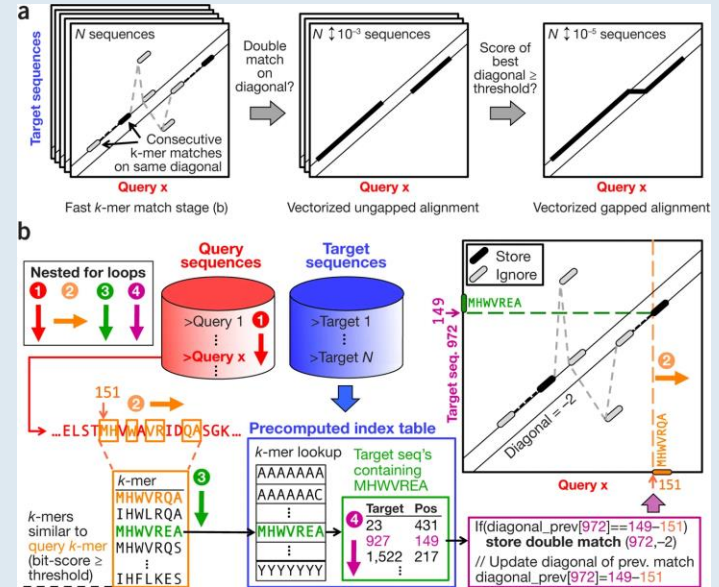 a
N sequences
Target sequences
Consecutive
k-mer matches
on same diagonal
Query x
Fast k-mer match stage (b)
Double
match
on
diagonal?
N ↕ 10⁻³ sequences
Query x
Vectorized ungapped alignment
Score of
best
diagonal ≥
threshold?
N ↕ 10⁻⁵ sequences
Query x
Vectorized gapped alignment
b
Nested for loops
1 2 3 4
Query
sequences
>Query 1
⋮
>Query x
1
Target
sequences
>Target 1
⋮
>Target N
151
2
…ELSTMHVWAVRIDQASGK…
k-mer
MHWVRQA
IHWLRQA
MHWVREA
MHWVRQS
⋮
IHFLKES
3
k-mers
similar to
query k-mer
(bit-score ≥
threshold)
Precomputed index table
k-mer lookup
AAAAAAA
AAAAAAC
⋮
MHWVREA
⋮
YYYYYYY
Target seq's
containing
MHWVREA
4
Target Pos
23 431
927 149
1,522 217
⋮
Store
Ignore
149
MHWVREA
Target seq. 972
Diagonal = –2
2
MHWVRQA
151
Query x
If(diagonal_prev[972]==149–151)
store double match (972,–2)
// Update diagonal of prev. match
diagonal_prev[972]=149–151